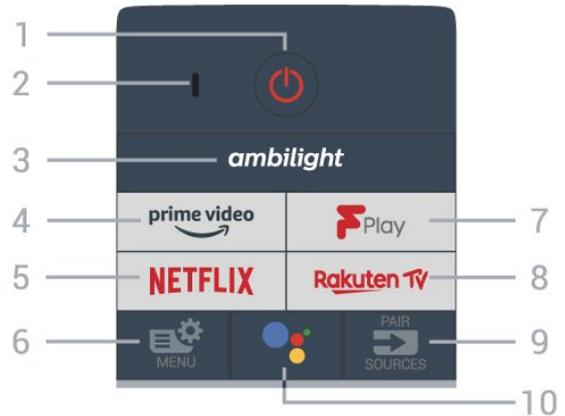 1
2
3 ambilight
4 prime video
F Play 7
5 NETFLIX
Rakuten TV 8
6 MENU
PAIR
SOURCES 9
10